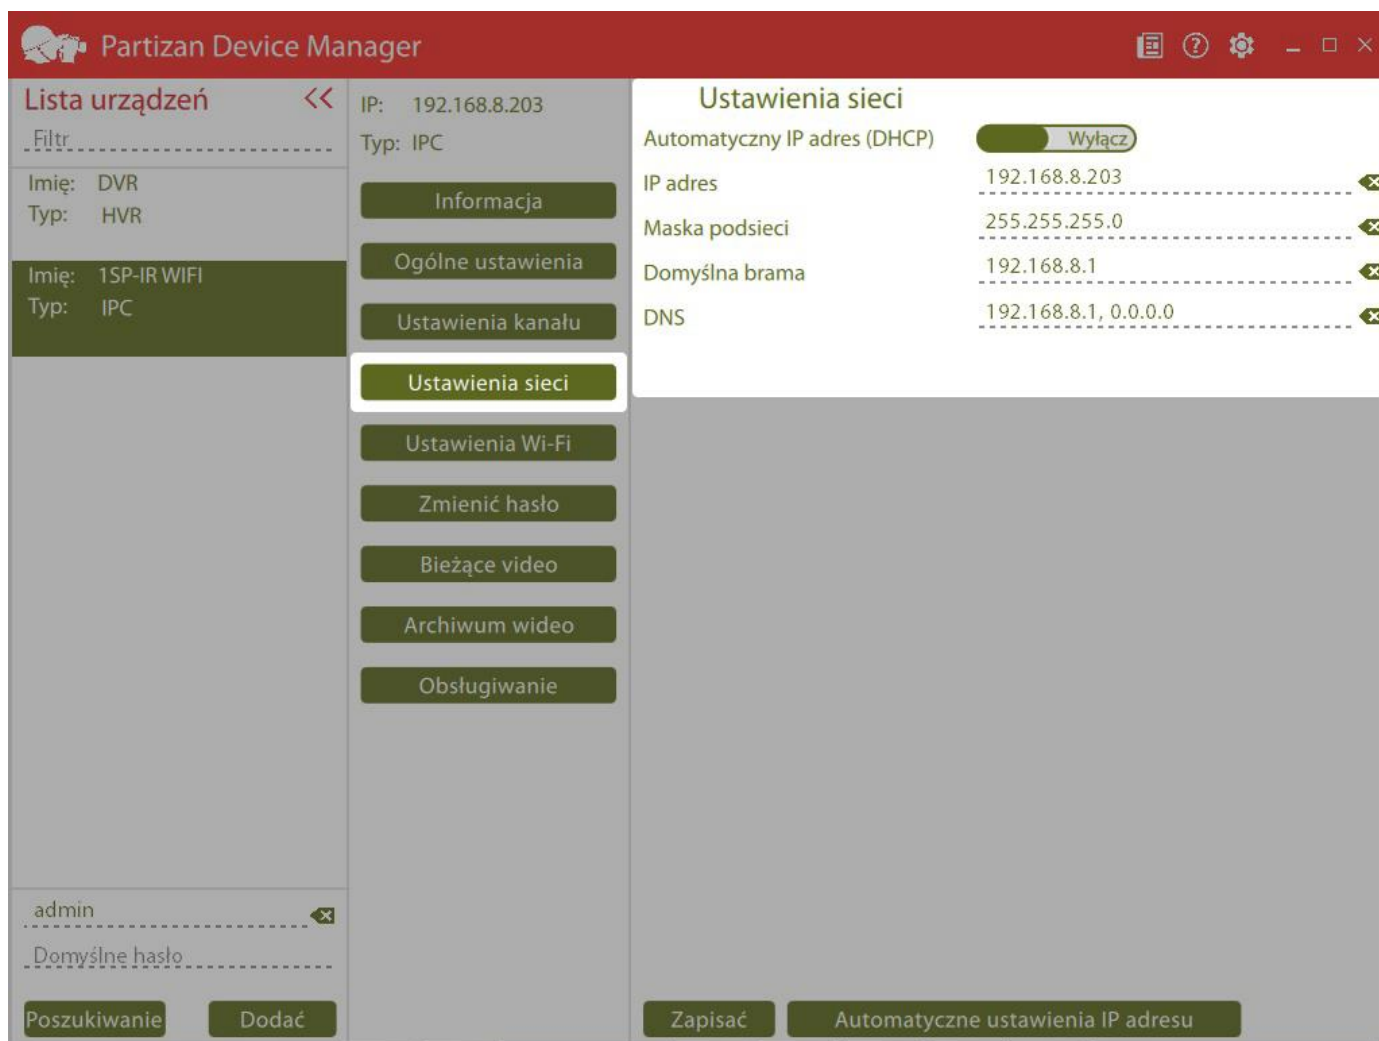 Partizan Device Manager
Lista urządzeń <<
Filtr
Imię: DVR
Typ: HVR
Imię: 1SP-IR WIFI
Typ: IPC
admin
Domyślne hasło
Poszukiwanie Dodać
IP: 192.168.8.203
Typ: IPC
Informacja
Ogólne ustawienia
Ustawienia kanału
Ustawienia sieci
Ustawienia Wi-Fi
Zmienić hasło
Bieżące video
Archiwum wideo
Obsługiwanie
Ustawienia sieci
Automatyczny IP adres (DHCP) Wyłącz
IP adres 192.168.8.203
Maska podsieci 255.255.255.0
Domyślna brama 192.168.8.1
DNS 192.168.8.1, 0.0.0.0
Zapisać Automatyczne ustawienia IP adresu